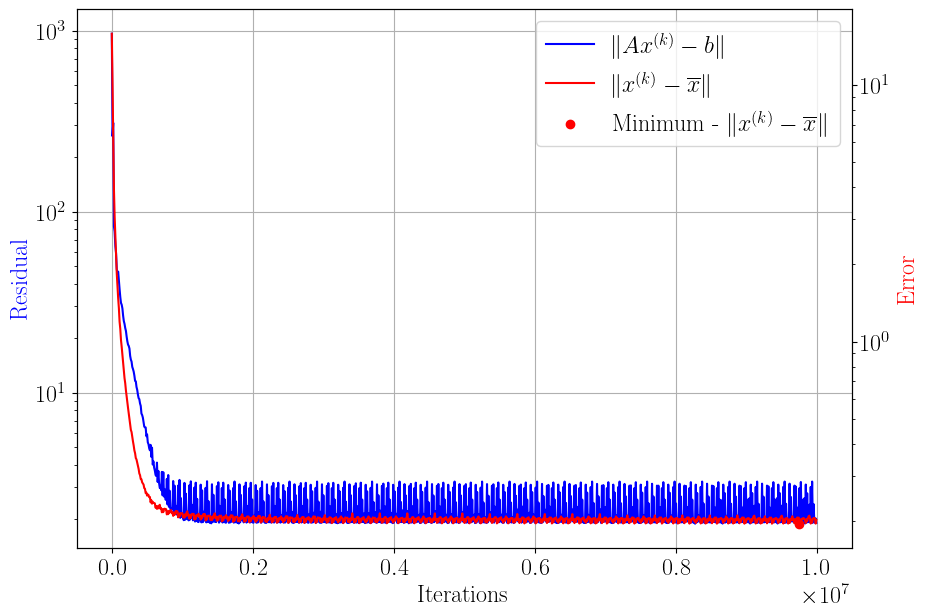 10³
10²
10¹
Residual
‖Ax⁽ᵏ⁾ − b‖
‖x⁽ᵏ⁾ − x̅‖
Minimum - ‖x⁽ᵏ⁾ − x̅‖
10¹
10⁰
Error
0.0 0.2 0.4 0.6 0.8 1.0
Iterations
×10⁷